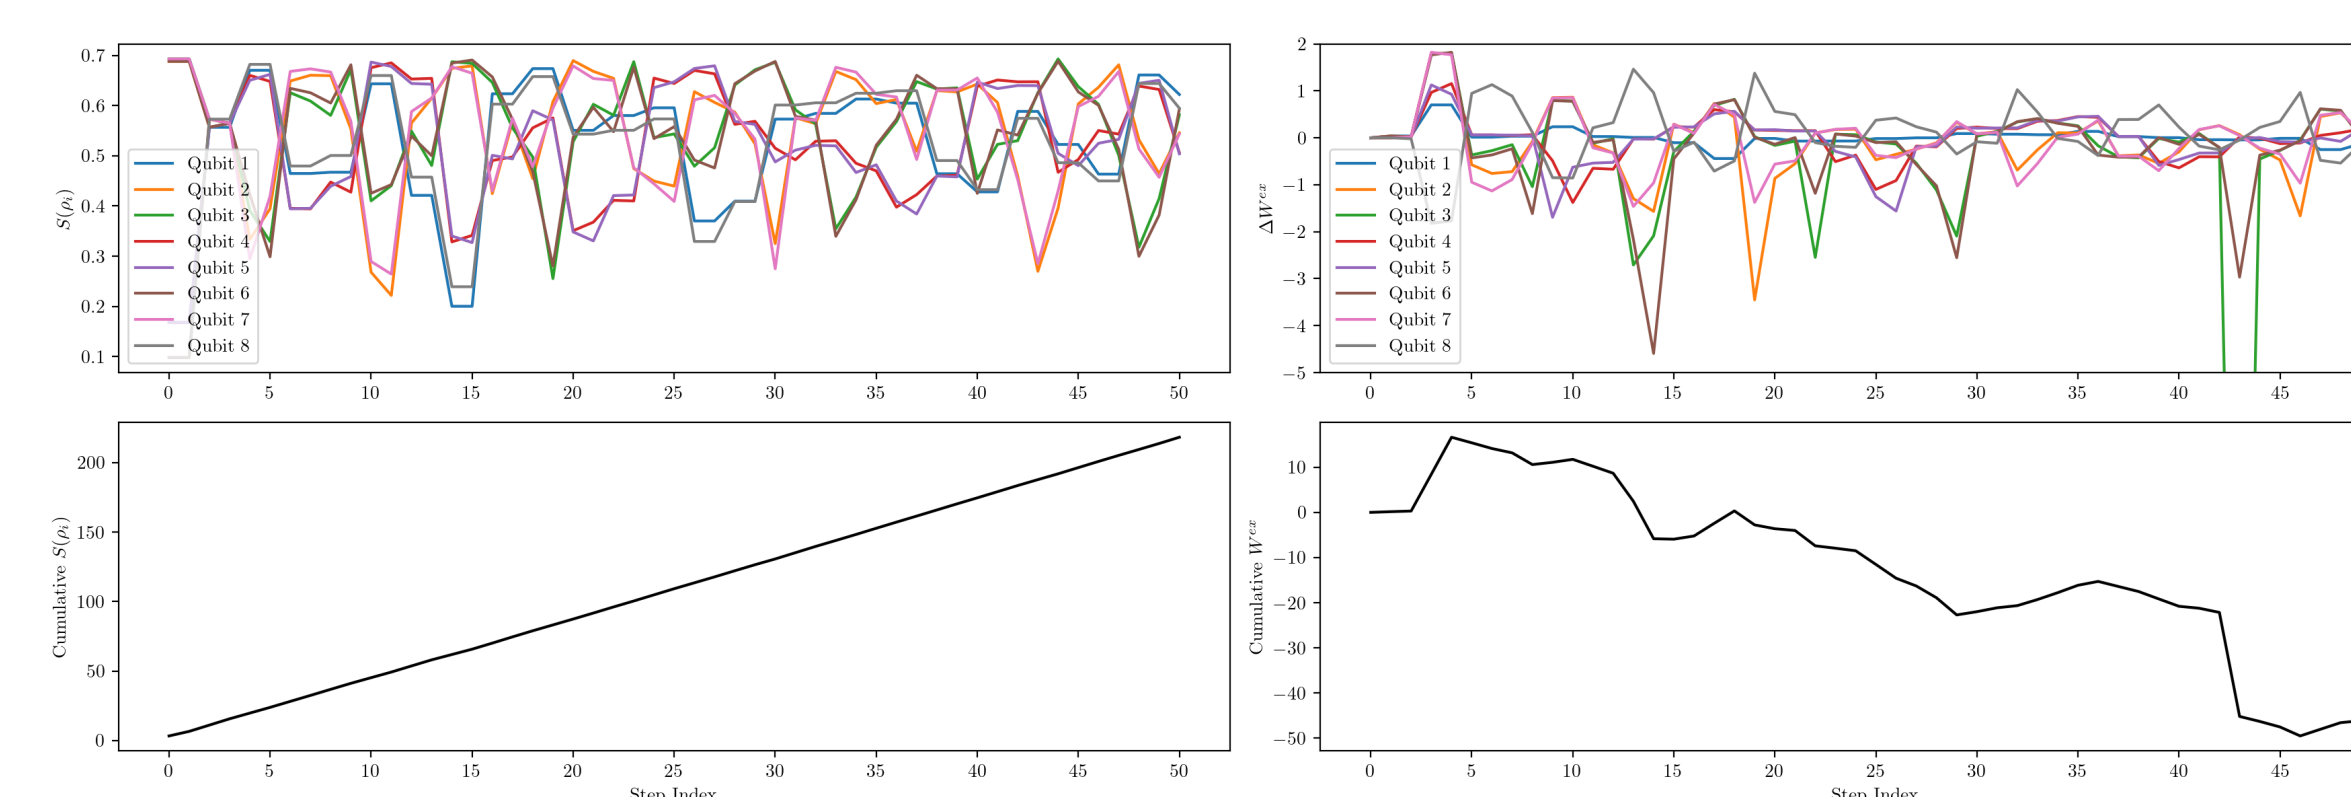 0.7
0.6
0.5
0.4
0.3
0.2
0.1
S(ρᵢ)
Qubit 1
Qubit 2
Qubit 3
Qubit 4
Qubit 5
Qubit 6
Qubit 7
Qubit 8
0 5 10 15 20 25 30 35 40 45 50
2
1
0
−1
−2
−3
−4
−5
ΔWᵉˣ
Qubit 1
Qubit 2
Qubit 3
Qubit 4
Qubit 5
Qubit 6
Qubit 7
Qubit 8
0 5 10 15 20 25 30 35 40 45
200
150
100
50
0
Cumulative S(ρᵢ)
0 5 10 15 20 25 30 35 40 45 50
Step Index
10
0
−10
−20
−30
−40
−50
Cumulative Wᵉˣ
0 5 10 15 20 25 30 35 40 45
Step Index